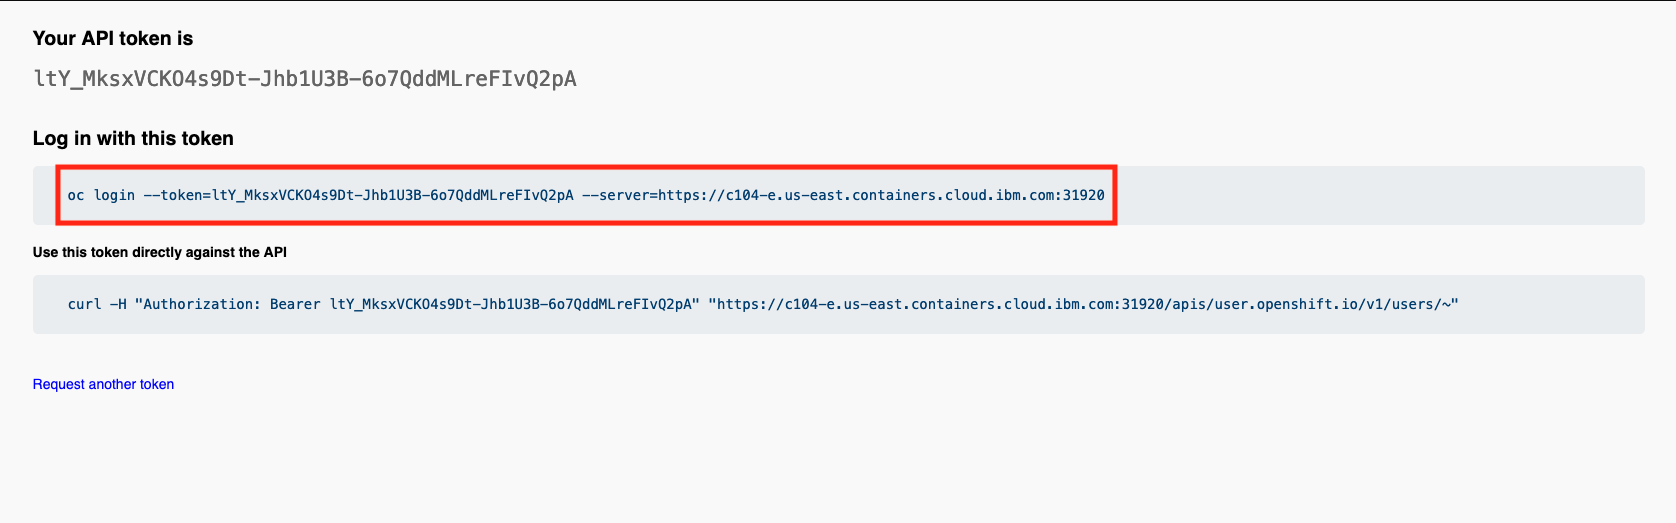 Your API token is
ltY_MksxVCKO4s9Dt-Jhb1U3B-6o7QddMLreFIvQ2pA
Log in with this token
oc login --token=ltY_MksxVCKO4s9Dt-Jhb1U3B-6o7QddMLreFIvQ2pA --server=https://c104-e.us-east.containers.cloud.ibm.com:31920
Use this token directly against the API
curl -H "Authorization: Bearer ltY_MksxVCKO4s9Dt-Jhb1U3B-6o7QddMLreFIvQ2pA" "https://c104-e.us-east.containers.cloud.ibm.com:31920/apis/user.openshift.io/v1/users/~"
Request another token